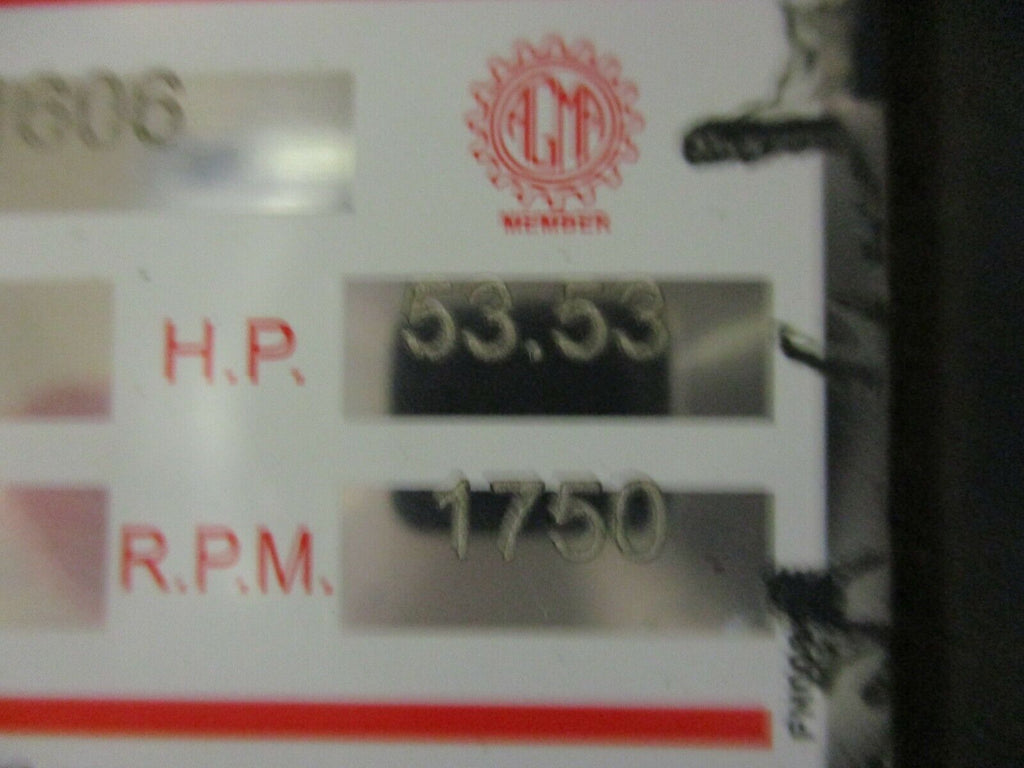 606
AGMA
MEMBER
H.P. 53.53
R.P.M. 1750